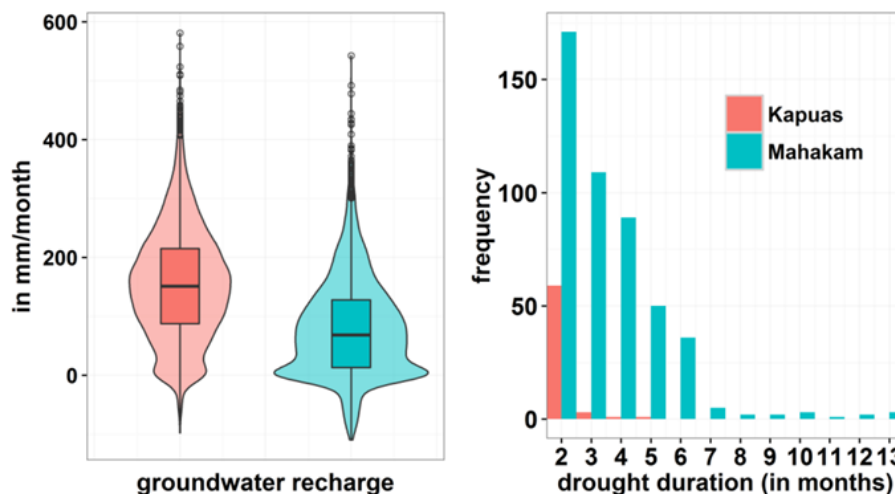 600
400
200
0
in mm/month
groundwater recharge
150
100
50
0
frequency
Kapuas
Mahakam
2 3 4 5 6 7 8 9 10 11 12 13
drought duration (in months)